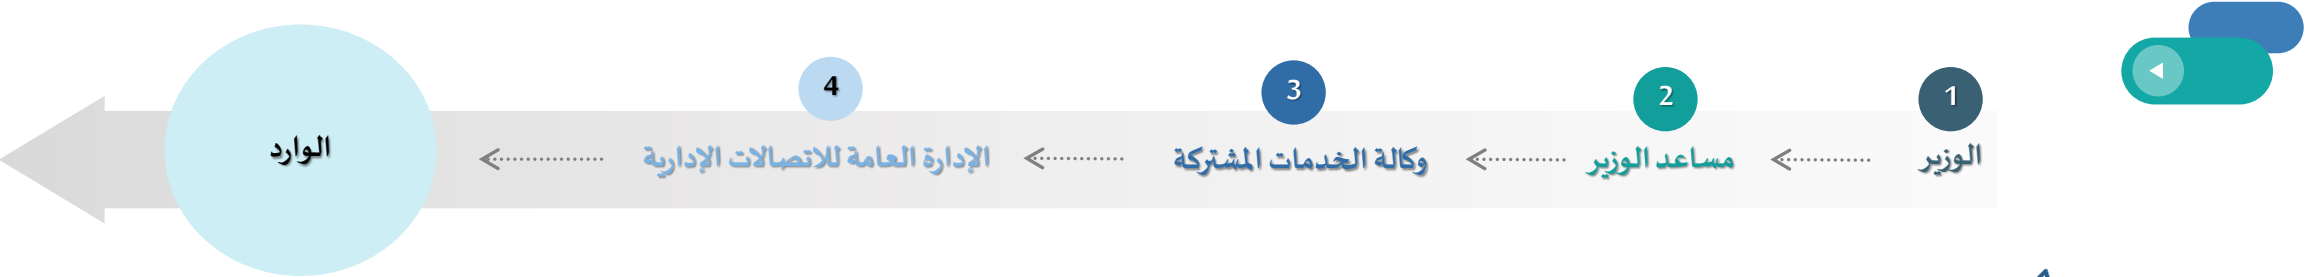 1
الوزير
2
مساعد الوزير
3
وكالة الخدمات المشتركة
4
الإدارة العامة للاتصالات الإدارية
الوارد